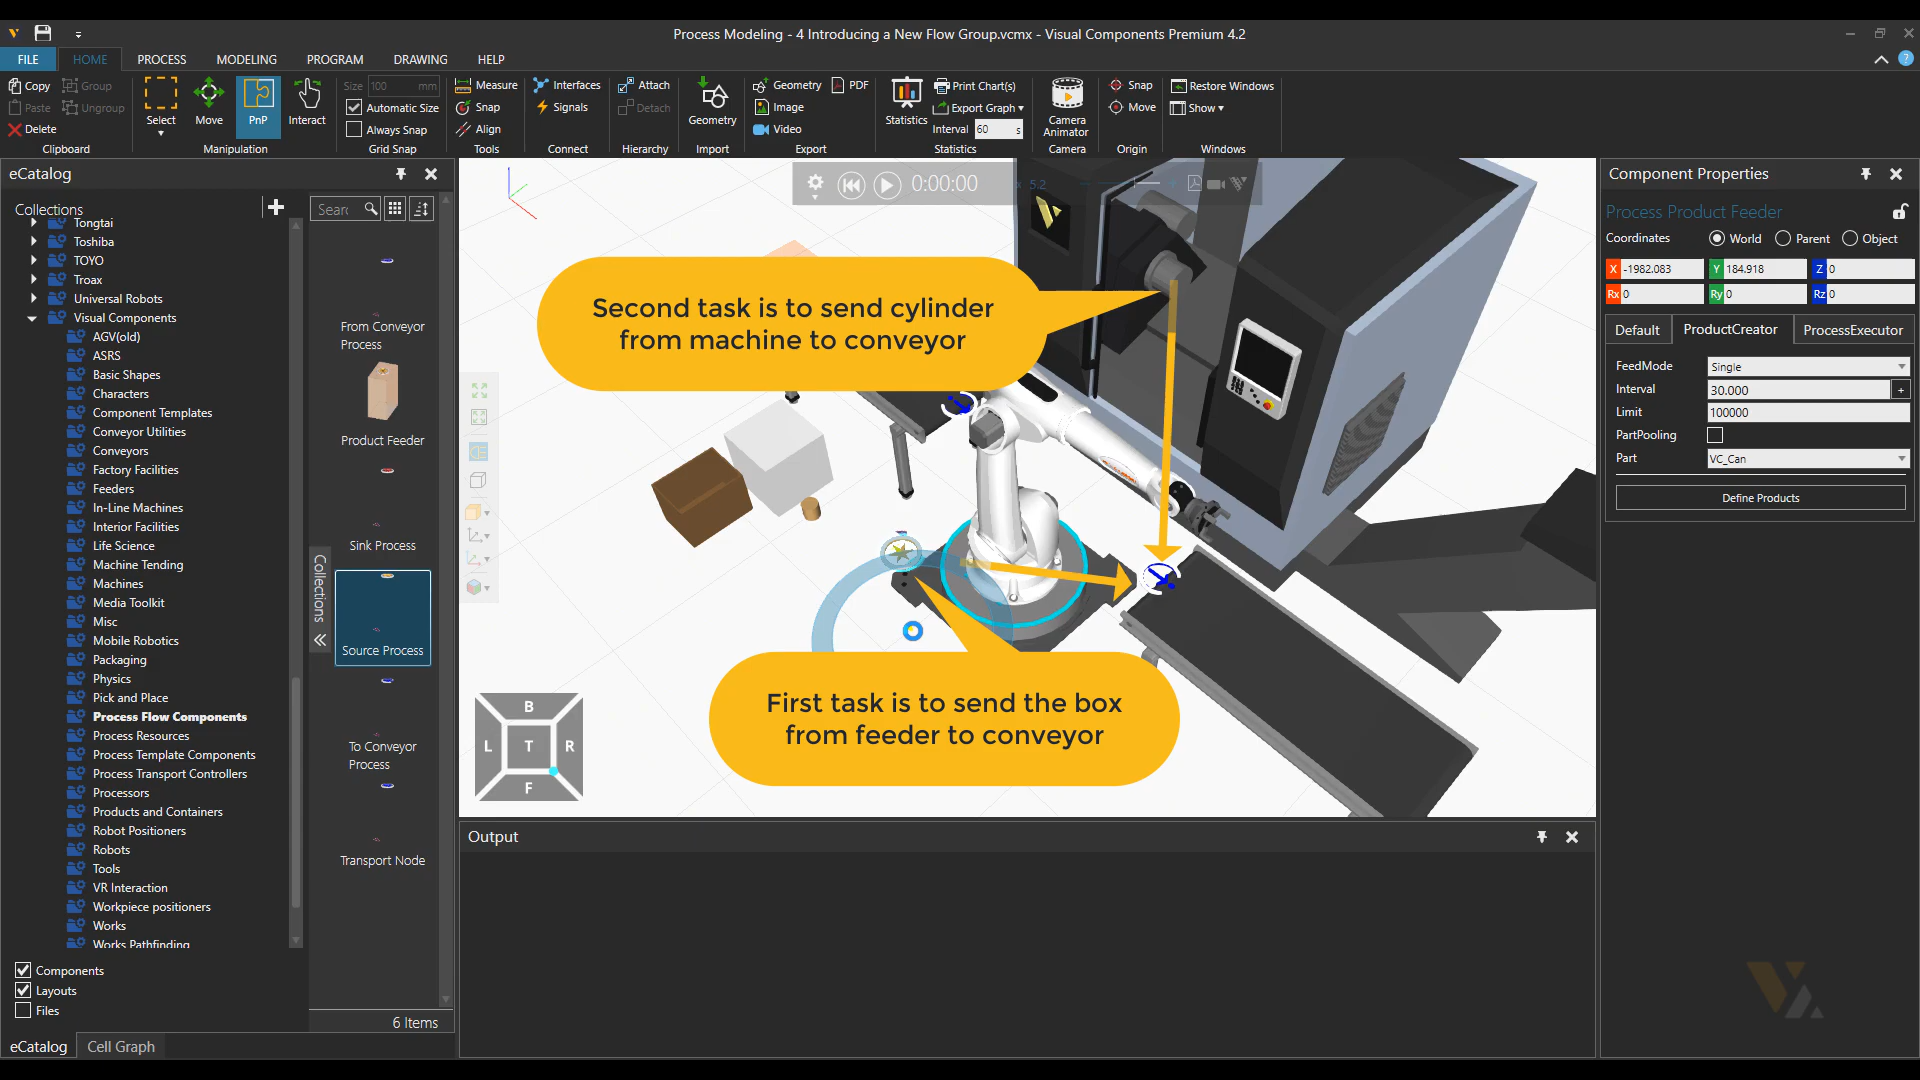 Process Modeling - 4 Introducing a New Flow Group.vcmx - Visual Components Premium 4.2
FILE HOME PROCESS MODELING PROGRAM DRAWING HELP
Copy Group
Paste Ungroup
Delete
Clipboard
Select Move PnP Interact
Manipulation
Size 100 mm
Automatic Size
Always Snap
Grid Snap
Measure
Snap
Align
Tools
Interfaces
Signals
Connect
Attach
Detach
Hierarchy
Geometry
Import
Geometry PDF
Image
Video
Export
Statistics
Print Chart(s)
Export Graph
Interval 60 s
Statistics
Camera
Animator
Camera
Snap
Move
Origin
Restore Windows
Show
Windows
eCatalog
Collections
Tongtai
Toshiba
TOYO
Troax
Universal Robots
Visual Components
AGV(old)
ASRS
Basic Shapes
Characters
Component Templates
Conveyor Utilities
Conveyors
Factory Facilities
Feeders
In-Line Machines
Interior Facilities
Life Science
Machine Tending
Machines
Media Toolkit
Misc
Mobile Robotics
Packaging
Physics
Pick and Place
Process Flow Components
Process Resources
Process Template Components
Process Transport Controllers
Processors
Products and Containers
Robot Positioners
Robots
Tools
VR Interaction
Workpiece positioners
Works
Works Pathfinding
Components
Layouts
Files
eCatalog Cell Graph
Searc
Collections
From Conveyor
Process
Product Feeder
Sink Process
Source Process
To Conveyor
Process
Transport Node
6 Items
0:00:00
x 5.2
Second task is to send cylinder
from machine to conveyor
First task is to send the box
from feeder to conveyor
B
L T R
F
Output
Component Properties
Process Product Feeder
Coordinates World Parent Object
X -1982.083 Y 184.918 Z 0
Rx 0 Ry 0 Rz 0
Default ProductCreator ProcessExecutor
FeedMode Single
Interval 30.000 +
Limit 100000
PartPooling
Part VC_Can
Define Products